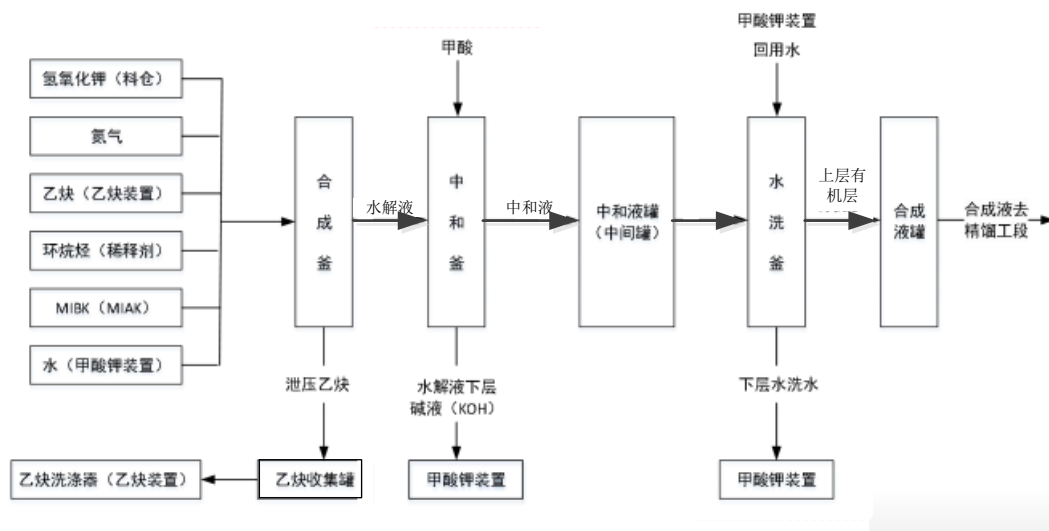 甲酸钾装置
回用水
甲酸
氢氧化钾（料仓）
氮气
乙炔（乙炔装置）
环烷烃（稀释剂）
MIBK（MIAK）
水（甲酸钾装置）
合成釜
水解液
中和釜
中和液
中和液罐
（中间罐）
水洗釜
上层有
机层
合成
液罐
合成液去
精馏工段
泄压乙炔
水解液下层
碱液（KOH）
下层水洗水
乙炔洗涤器（乙炔装置）
乙炔收集罐
甲酸钾装置
甲酸钾装置